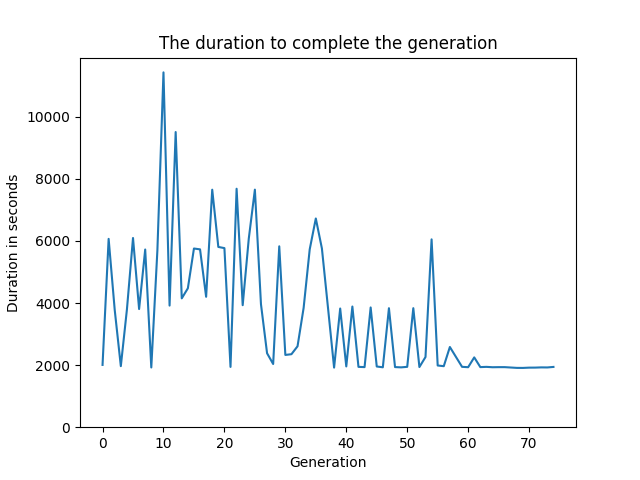 The duration to complete the generation
10000
8000
6000
4000
2000
0
Duration in seconds
0 10 20 30 40 50 60 70
Generation